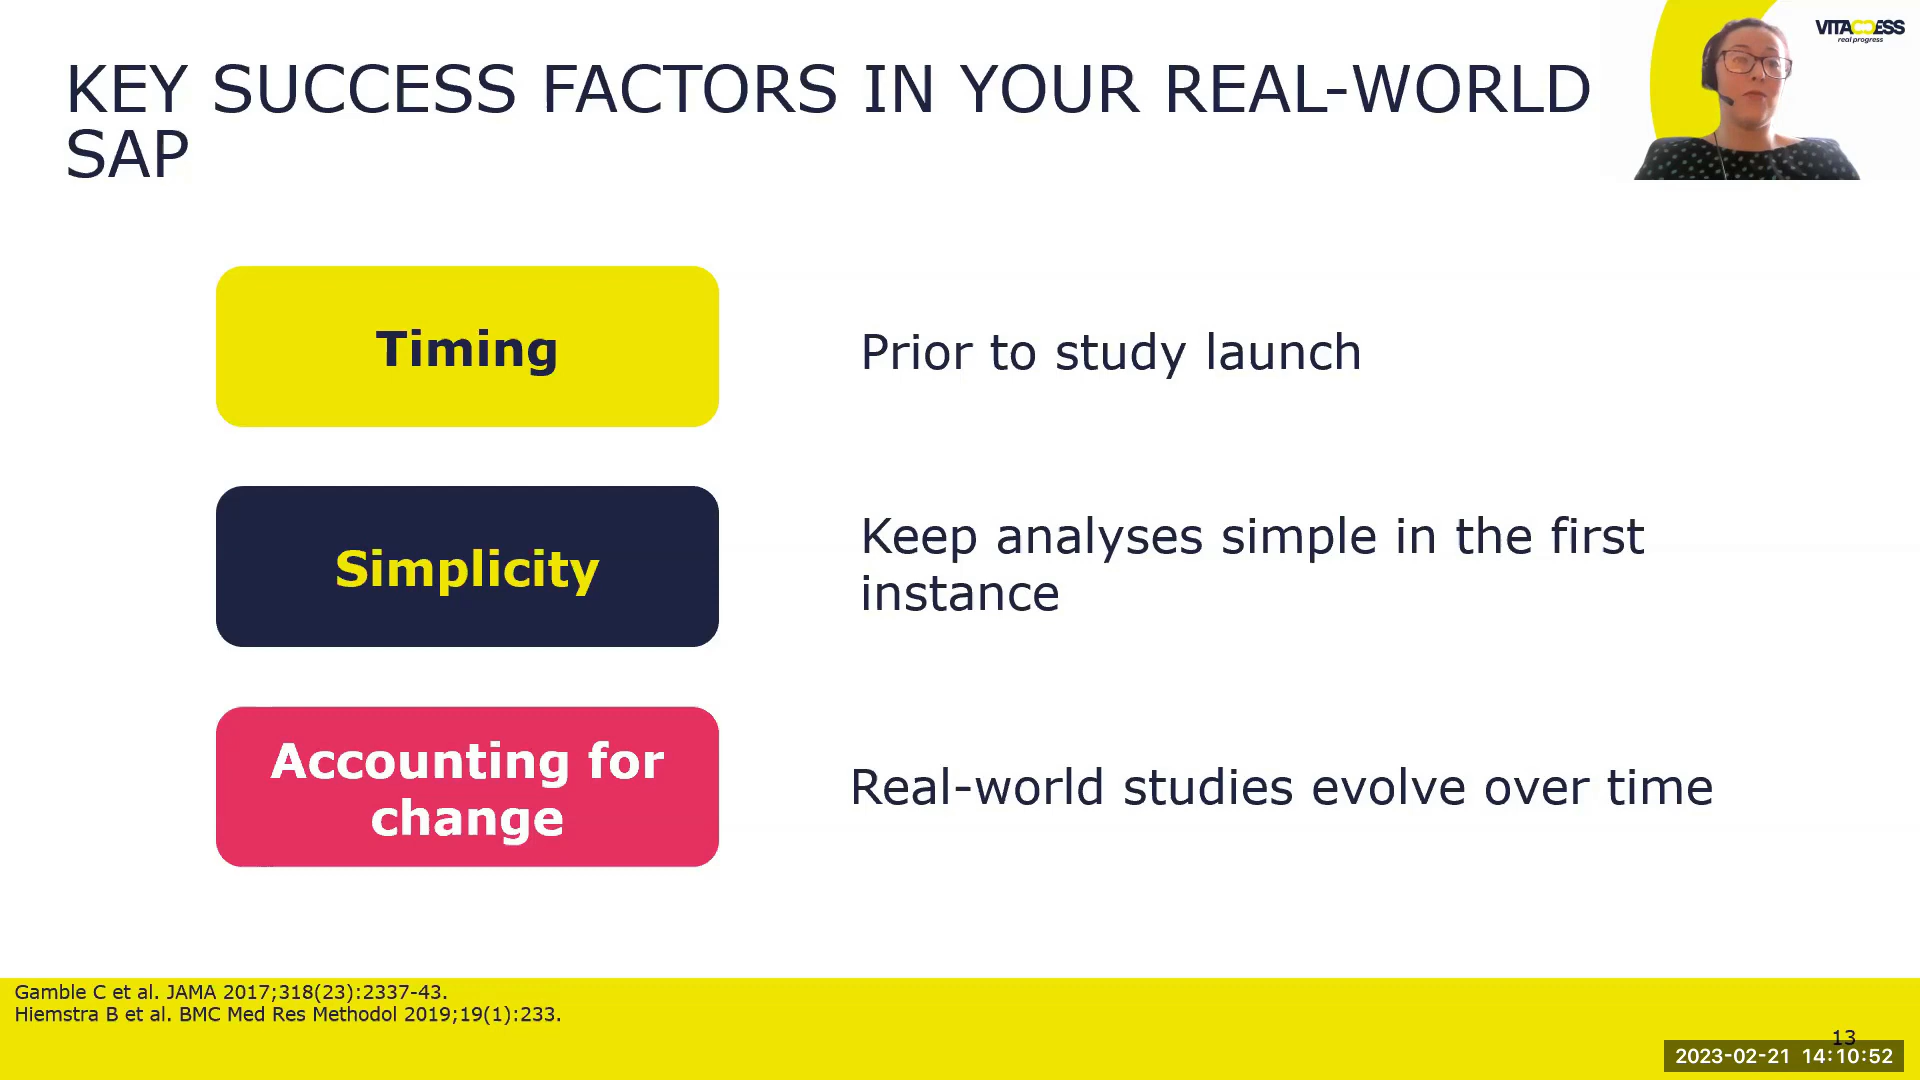 KEY SUCCESS FACTORS IN YOUR REAL-WORLD
SAP
VITACCESS
real progress
Timing
Prior to study launch
Simplicity
Keep analyses simple in the first
instance
Accounting for
change
Real-world studies evolve over time
Gamble C et al. JAMA 2017;318(23):2337-43.
Hiemstra B et al. BMC Med Res Methodol 2019;19(1):233.
13
2023-02-21 14:10:52